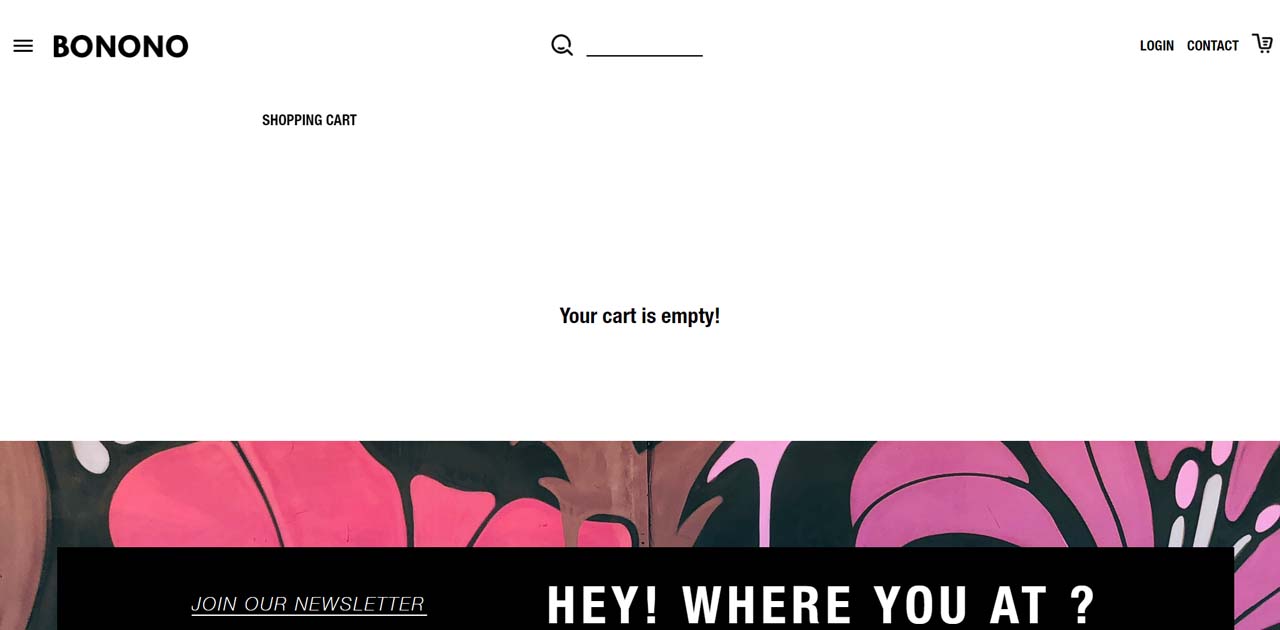 BONONO
LOGIN CONTACT
SHOPPING CART
Your cart is empty!
JOIN OUR NEWSLETTER
HEY! WHERE YOU AT ?